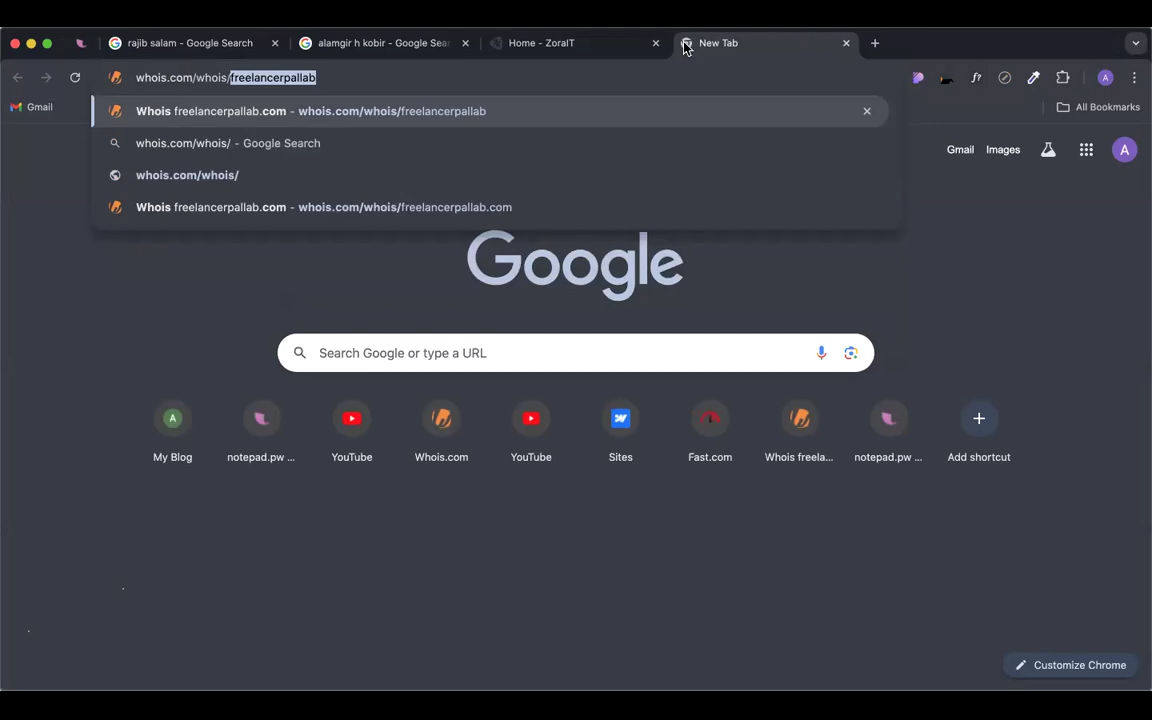 rajib salam - Google Search
alamgir h kobir - Google Sear
Home - ZoraIT
New Tab
whois.com/whois/freelancerpallab
f?
A
Gmail
All Bookmarks
Whois freelancerpallab.com - whois.com/whois/freelancerpallab
whois.com/whois/ - Google Search
whois.com/whois/
Whois freelancerpallab.com - whois.com/whois/freelancerpallab.com
Gmail Images A
Google
Search Google or type a URL
A
My Blog
notepad.pw ...
YouTube
Whois.com
YouTube
Sites
Fast.com
Whois freela...
notepad.pw ...
Add shortcut
Customize Chrome